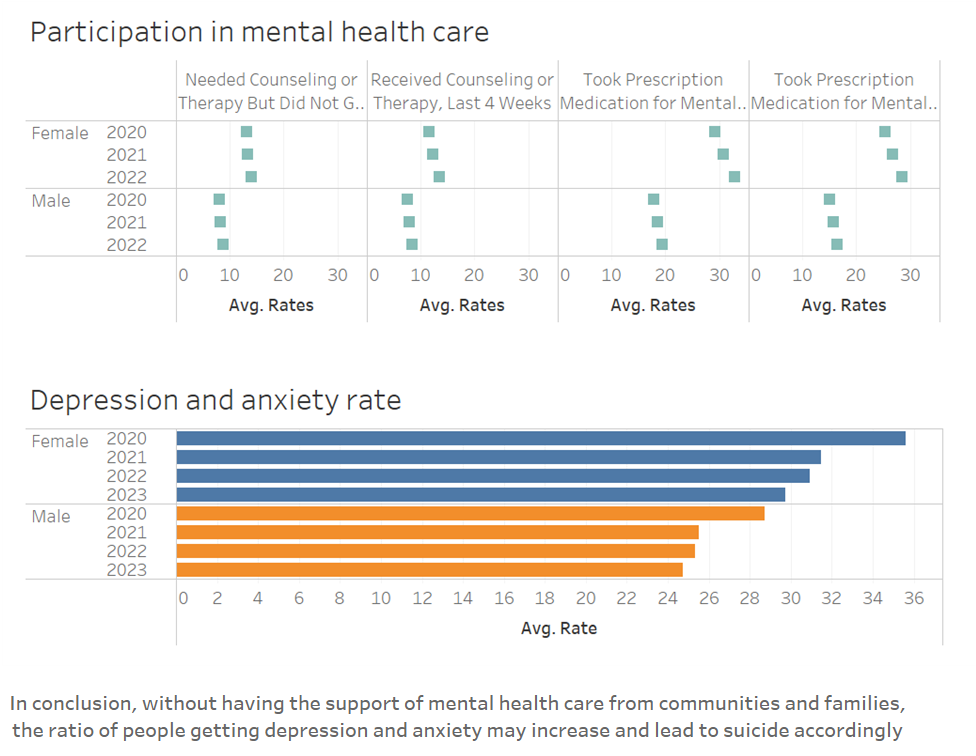 Participation in mental health care
Needed Counseling or Received Counseling or Took Prescription Took Prescription
Therapy But Did Not G.. Therapy, Last 4 Weeks Medication for Mental.. Medication for Mental..
Female 2020
2021
2022
Male 2020
2021
2022
0 10 20 30 0 10 20 30 0 10 20 30 0 10 20 30
Avg. Rates Avg. Rates Avg. Rates Avg. Rates
Depression and anxiety rate
Female 2020
2021
2022
2023
Male 2020
2021
2022
2023
0 2 4 6 8 10 12 14 16 18 20 22 24 26 28 30 32 34 36
Avg. Rate
In conclusion, without having the support of mental health care from communities and families,
the ratio of people getting depression and anxiety may increase and lead to suicide accordingly